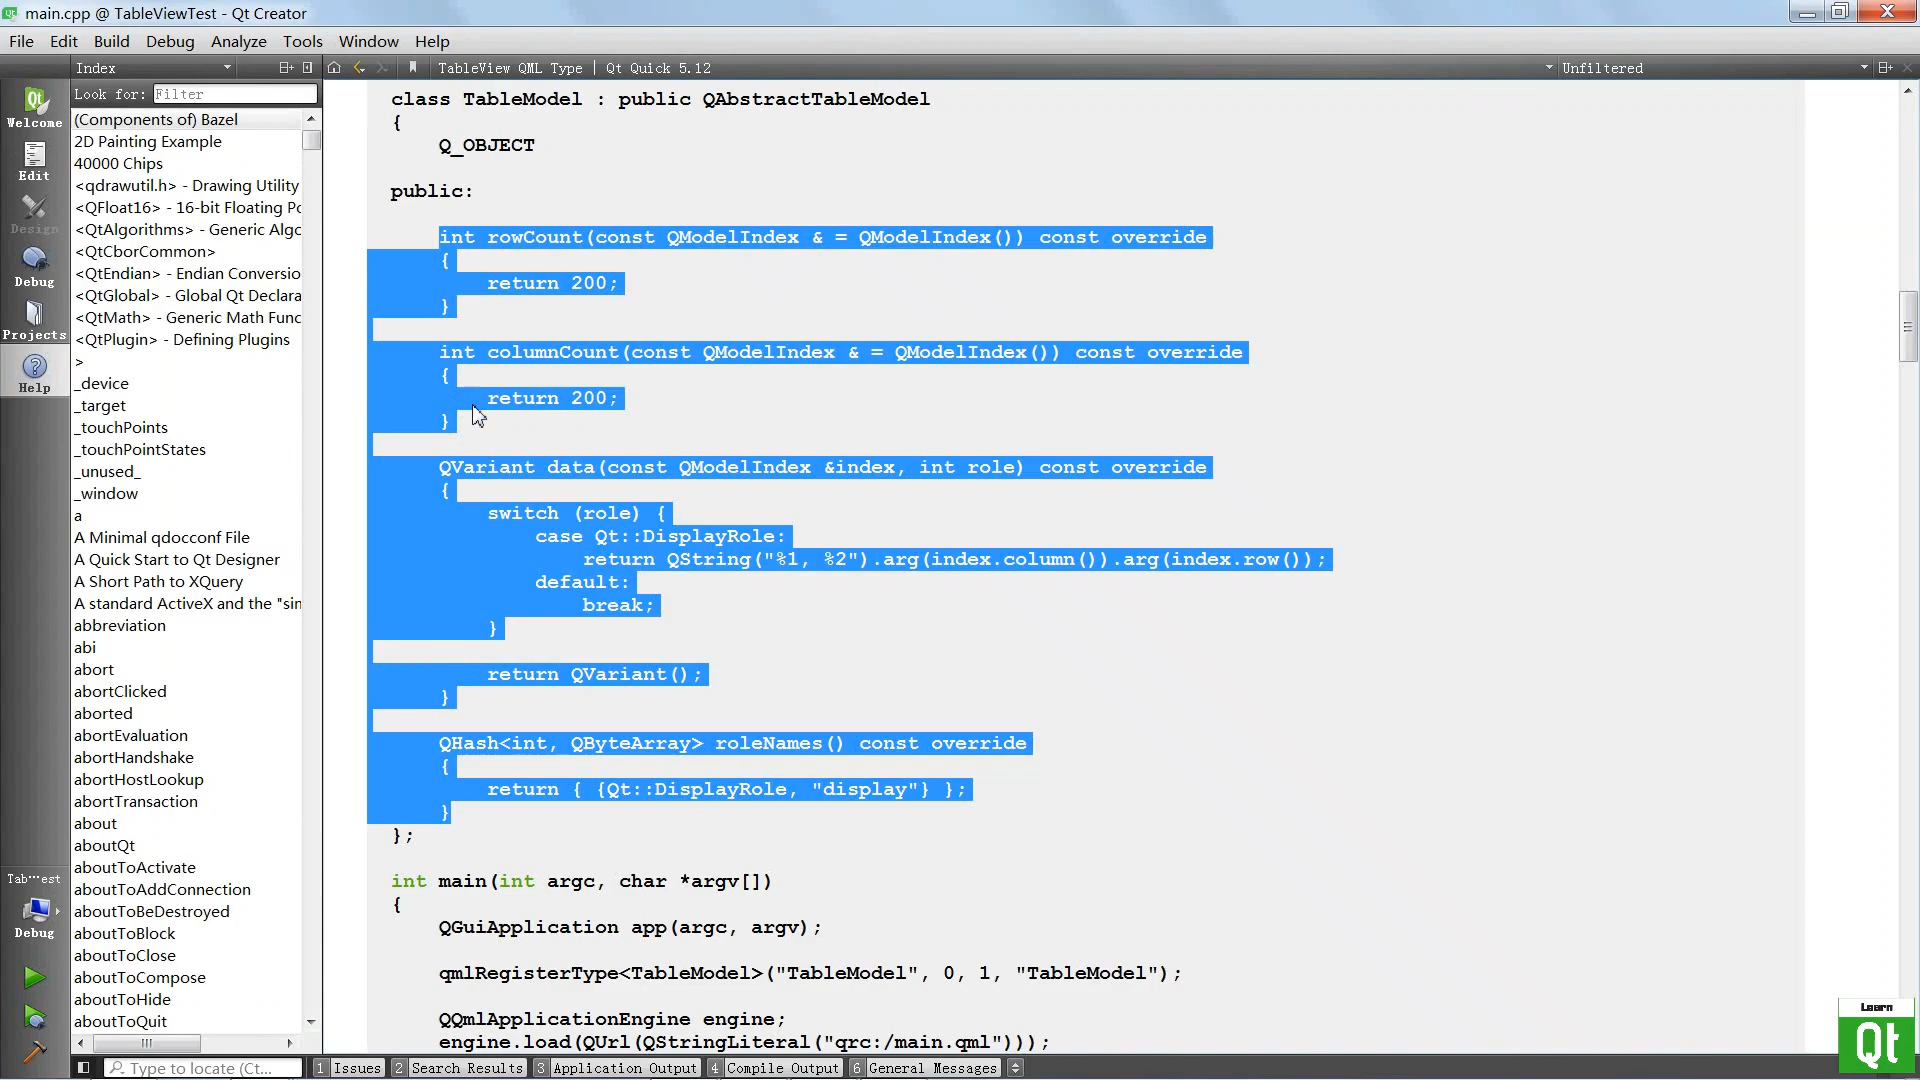 main.cpp @ TableViewTest - Qt Creator
File Edit Build Debug Analyze Tools Window Help
Index
TableView QML Type | Qt Quick 5.12
Unfiltered
Look for: Filter
Welcome
Edit
Design
Debug
Projects
Help
Tab···est
Debug
(Components of) Bazel
2D Painting Example
40000 Chips
<qdrawutil.h> - Drawing Utility
<QFloat16> - 16-bit Floating Po
<QtAlgorithms> - Generic Algo
<QtCborCommon>
<QtEndian> - Endian Conversio
<QtGlobal> - Global Qt Declara
<QtMath> - Generic Math Func
<QtPlugin> - Defining Plugins
>
_device
_target
_touchPoints
_touchPointStates
_unused_
_window
a
A Minimal qdocconf File
A Quick Start to Qt Designer
A Short Path to XQuery
A standard ActiveX and the "sin
abbreviation
abi
abort
abortClicked
aborted
abortEvaluation
abortHandshake
abortHostLookup
abortTransaction
about
aboutQt
aboutToActivate
aboutToAddConnection
aboutToBeDestroyed
aboutToBlock
aboutToClose
aboutToCompose
aboutToHide
aboutToQuit
class TableModel : public QAbstractTableModel
{
Q_OBJECT
public:
int rowCount(const QModelIndex & = QModelIndex()) const override
{
return 200;
}
int columnCount(const QModelIndex & = QModelIndex()) const override
{
return 200;
}
QVariant data(const QModelIndex &index, int role) const override
{
switch (role) {
case Qt::DisplayRole:
return QString("%1, %2").arg(index.column()).arg(index.row());
default:
break;
}
return QVariant();
}
QHash<int, QByteArray> roleNames() const override
{
return { {Qt::DisplayRole, "display"} };
}
};
int main(int argc, char *argv[])
{
QGuiApplication app(argc, argv);
qmlRegisterType<TableModel>("TableModel", 0, 1, "TableModel");
QQmlApplicationEngine engine;
engine.load(QUrl(QStringLiteral("qrc:/main.qml")));
Learn
Qt
Type to locate (Ct...
1 Issues 2 Search Results 3 Application Output 4 Compile Output 6 General Messages